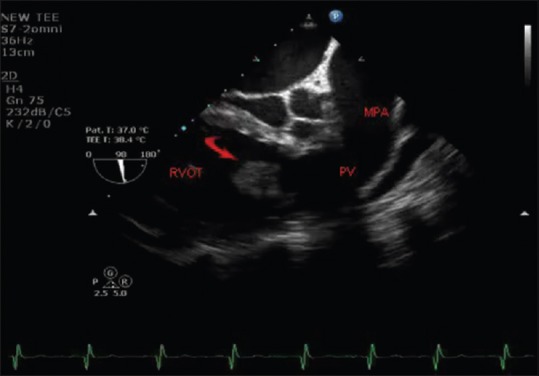 NEW TEE
S7-2omni
36Hz
13cm
2D
H4
Gn 75
232dB/C5
K/2/0
Pat. T: 37.0 °C
TEE T: 38.4 °C
0 98 180°
A
P
MPA
RVOT
PV
G
P R
2.5 5.0